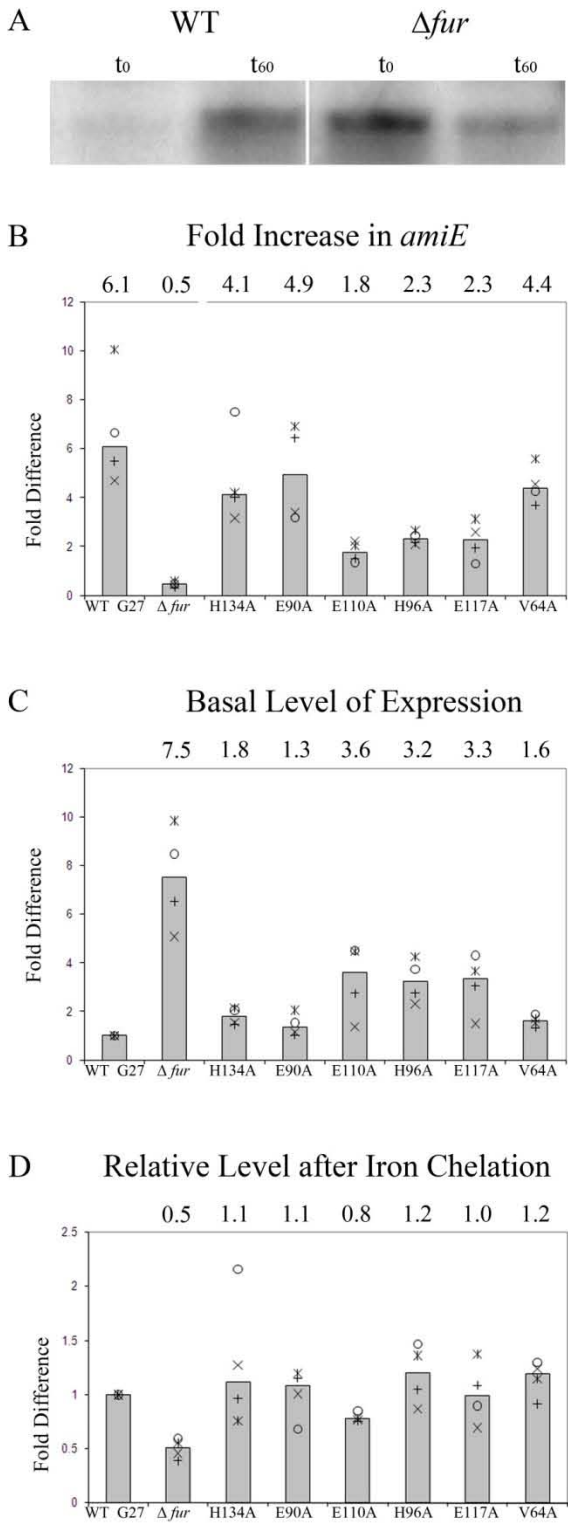 A
WT Δfur
t0 t60 t0 t60
B Fold Increase in amiE
6.1 0.5 4.1 4.9 1.8 2.3 2.3 4.4
12
10
8
6
4
2
0
Fold Difference
WT G27 Δ fur H134A E90A E110A H96A E117A V64A
C Basal Level of Expression
7.5 1.8 1.3 3.6 3.2 3.3 1.6
12
10
8
6
4
2
0
Fold Difference
WT G27 Δ fur H134A E90A E110A H96A E117A V64A
D Relative Level after Iron Chelation
0.5 1.1 1.1 0.8 1.2 1.0 1.2
2.5
2
1.5
1
0.5
0
Fold Difference
WT G27 Δ fur H134A E90A E110A H96A E117A V64A